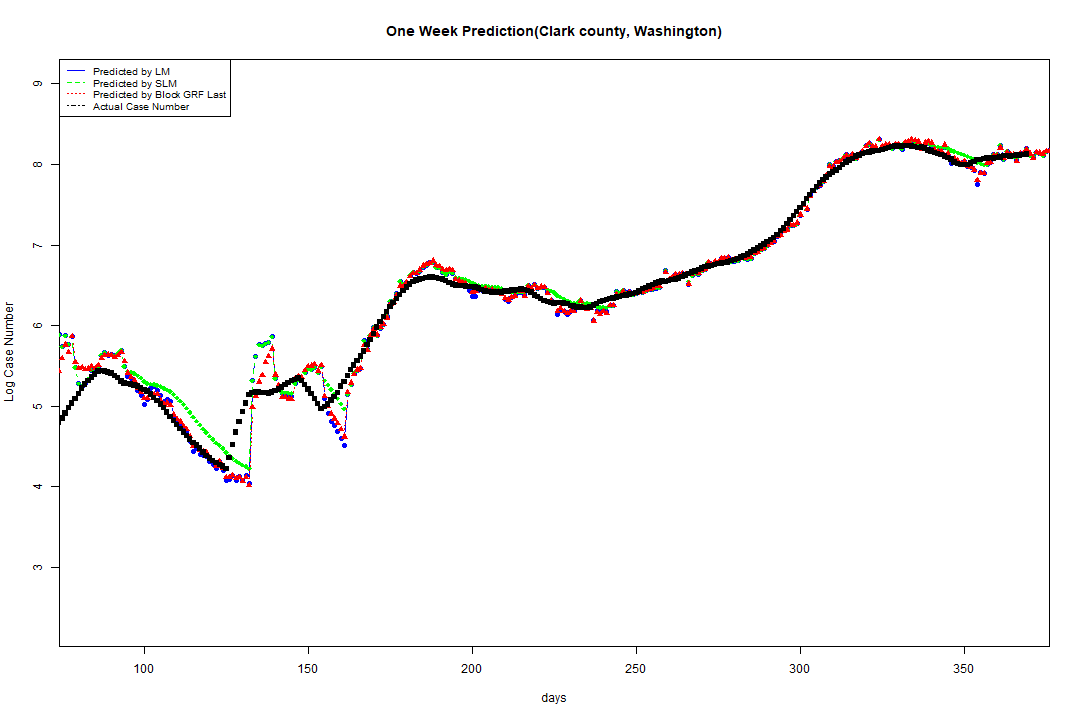 One Week Prediction(Clark county, Washington)
Predicted by LM
Predicted by SLM
Predicted by Block GRF Last
Actual Case Number
9
8
7
6
5
4
3
Log Case Number
100 150 200 250 300 350
days